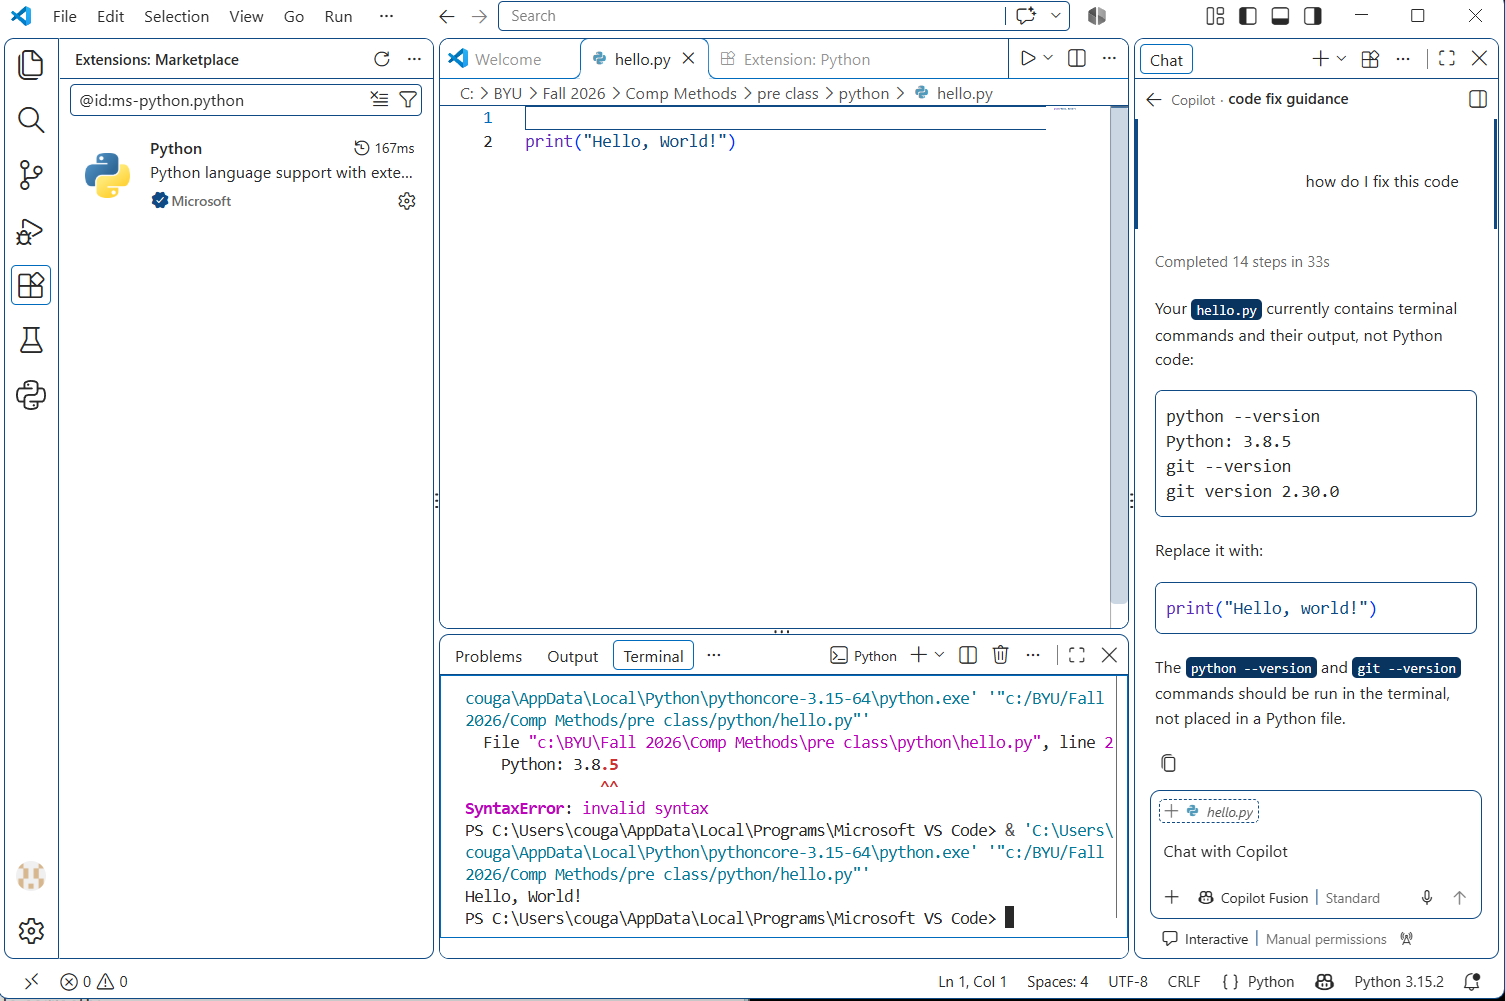 File Edit Selection View Go Run ···
Search
Extensions: Marketplace
@id:ms-python.python
Python 167ms
Python language support with exte...
Microsoft
Welcome
hello.py
Extension: Python
C: > BYU > Fall 2026 > Comp Methods > pre class > python > hello.py
1
2 print("Hello, World!")
Problems Output Terminal ···
Python
couga\AppData\Local\Python\pythoncore-3.15-64\python.exe' '"c:/BYU/Fall
2026/Comp Methods/pre class/python/hello.py"'
File "c:\BYU\Fall 2026\Comp Methods\pre class\python\hello.py", line 2
Python: 3.8.5
^^
SyntaxError: invalid syntax
PS C:\Users\couga\AppData\Local\Programs\Microsoft VS Code> & 'C:\Users\
couga\AppData\Local\Python\pythoncore-3.15-64\python.exe' '"c:/BYU/Fall
2026/Comp Methods/pre class/python/hello.py"'
Hello, World!
PS C:\Users\couga\AppData\Local\Programs\Microsoft VS Code>
Chat
Copilot · code fix guidance
how do I fix this code
Completed 14 steps in 33s
Your hello.py currently contains terminal
commands and their output, not Python
code:
python --version
Python: 3.8.5
git --version
git version 2.30.0
Replace it with:
print("Hello, world!")
The python --version and git --version
commands should be run in the terminal,
not placed in a Python file.
hello.py
Chat with Copilot
Copilot Fusion | Standard
Interactive | Manual permissions
0 0
Ln 1, Col 1 Spaces: 4 UTF-8 CRLF { } Python Python 3.15.2